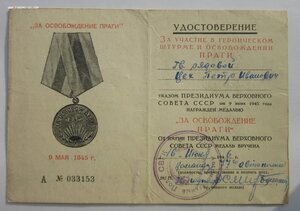 „ЗА ОСВОБОЖДЕНИЕ ПРАГИ"
9 МАЯ 1945 г.
А № 033153
УДОСТОВЕРЕНИЕ
ЗА УЧАСТИЕ В ГЕРОИЧЕСКОМ
ШТУРМЕ И ОСВОБОЖДЕНИИ
ПРАГИ
Гв. рядовой
Петр Иванович
УКАЗОМ ПРЕЗИДИУМА ВЕРХОВНОГО
СОВЕТА СССР от 9 июня 1945 года
НАГРАЖДЕН МЕДАЛЬЮ
„ЗА ОСВОБОЖДЕНИЕ
ПРАГИ"
ОТ ИМЕНИ ПРЕЗИДИУМА ВЕРХОВНОГО
СОВЕТА СССР МЕДАЛЬ ВРУЧЕНА